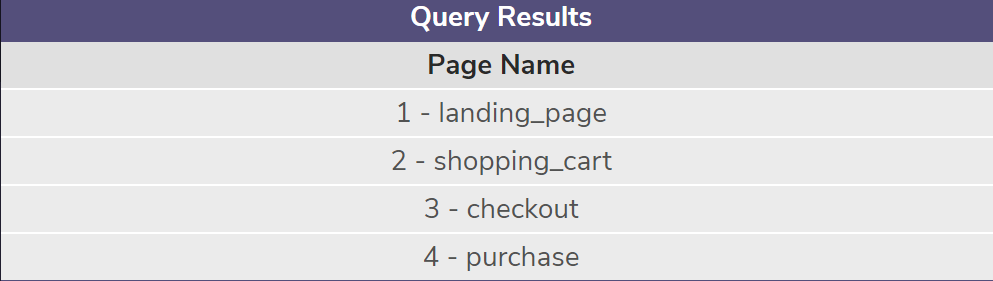 Query Results
Page Name
1 - landing_page
2 - shopping_cart
3 - checkout
4 - purchase